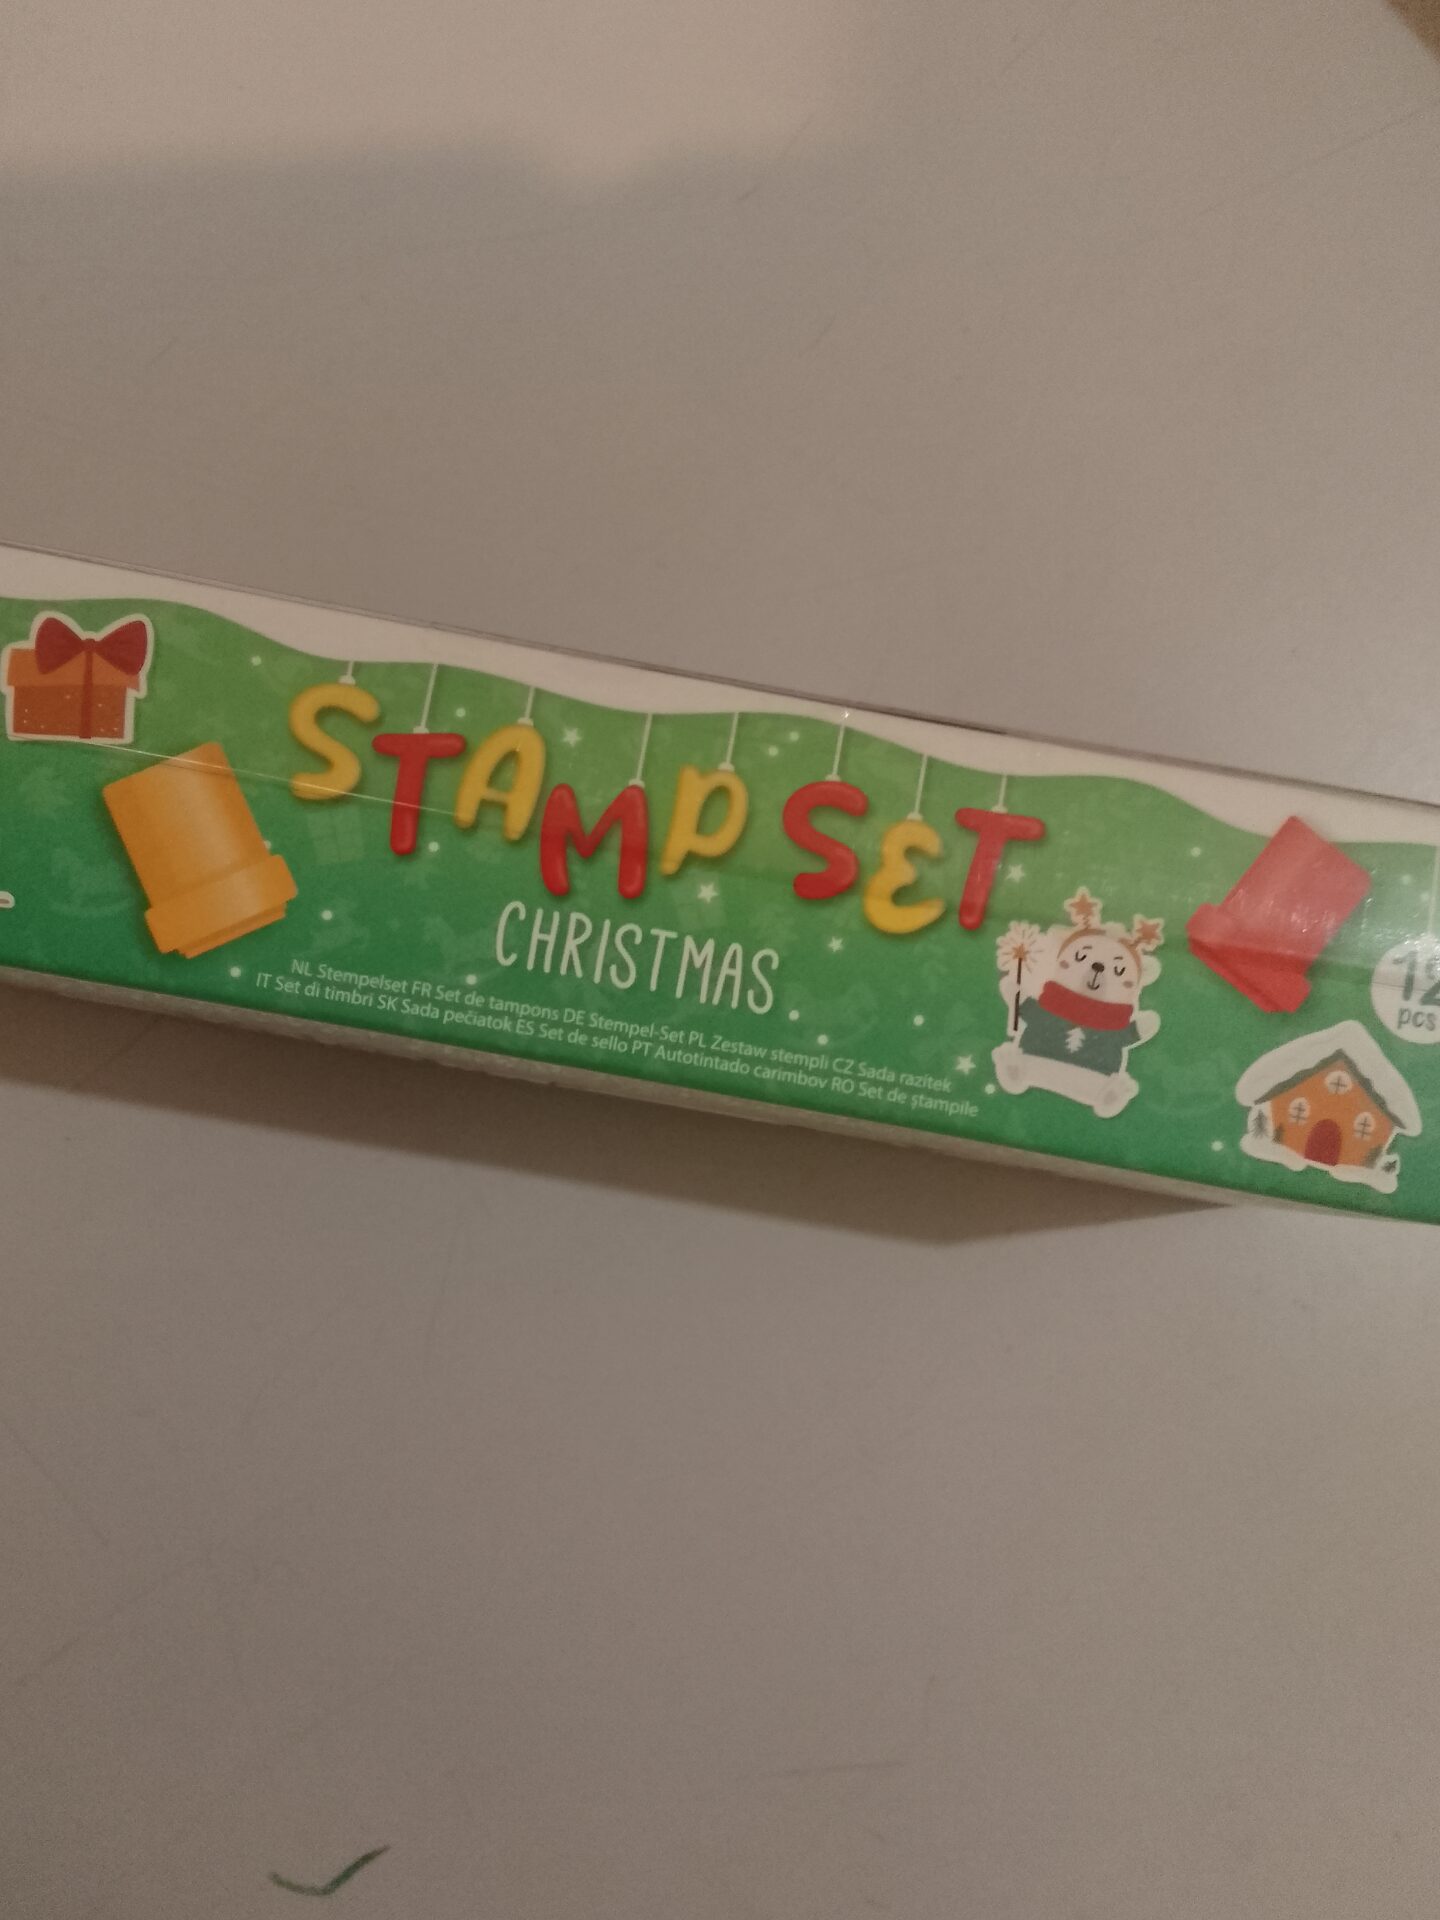 STAMP SET
CHRISTMAS
NL Stempelset FR Set de tampons DE Stempel-Set PL Zestaw stempli CZ Sada razítek
IT Set di timbri SK Sada pečiatok ES Set de sello PT Autotintado carimbov RO Set de ștampile
pcs